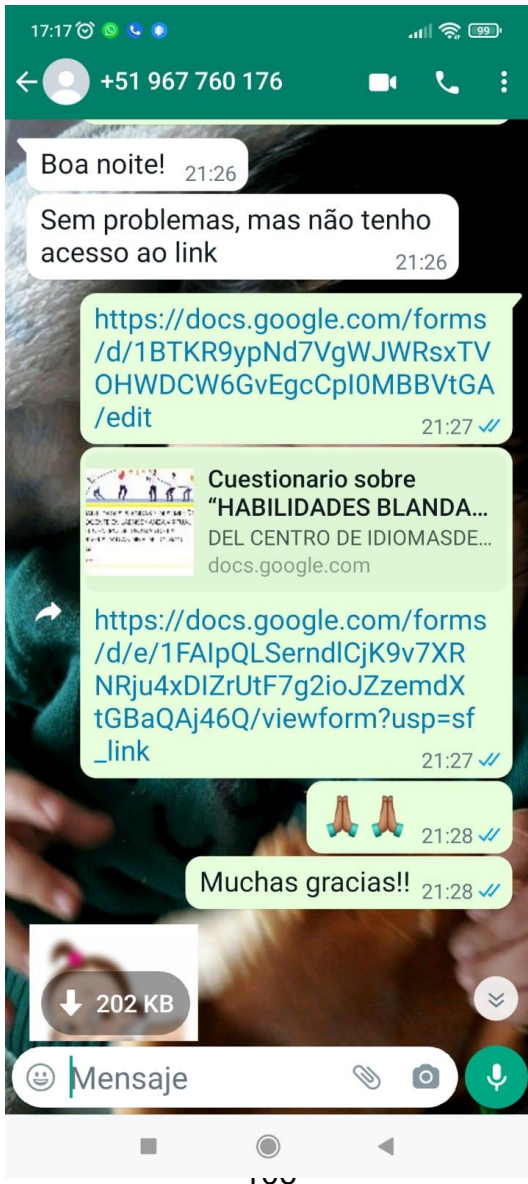 17:17
99
+51 967 760 176
Boa noite!
21:26
Sem problemas, mas não tenho
acesso ao link
21:26
https://docs.google.com/forms
/d/1BTKR9ypNd7VgWJWRsxTV
OHWDCW6GvEgcCpI0MBBVtGA
/edit
21:27
Cuestionario sobre
“HABILIDADES BLANDA...
DEL CENTRO DE IDIOMASDE...
docs.google.com
https://docs.google.com/forms
/d/e/1FAIpQLSerndlCjK9v7XR
NRju4xDIZrUtF7g2ioJZzemdX
tGBaQAj46Q/viewform?usp=sf
_link
21:27
21:28
Muchas gracias!!
21:28
202 KB
Mensaje